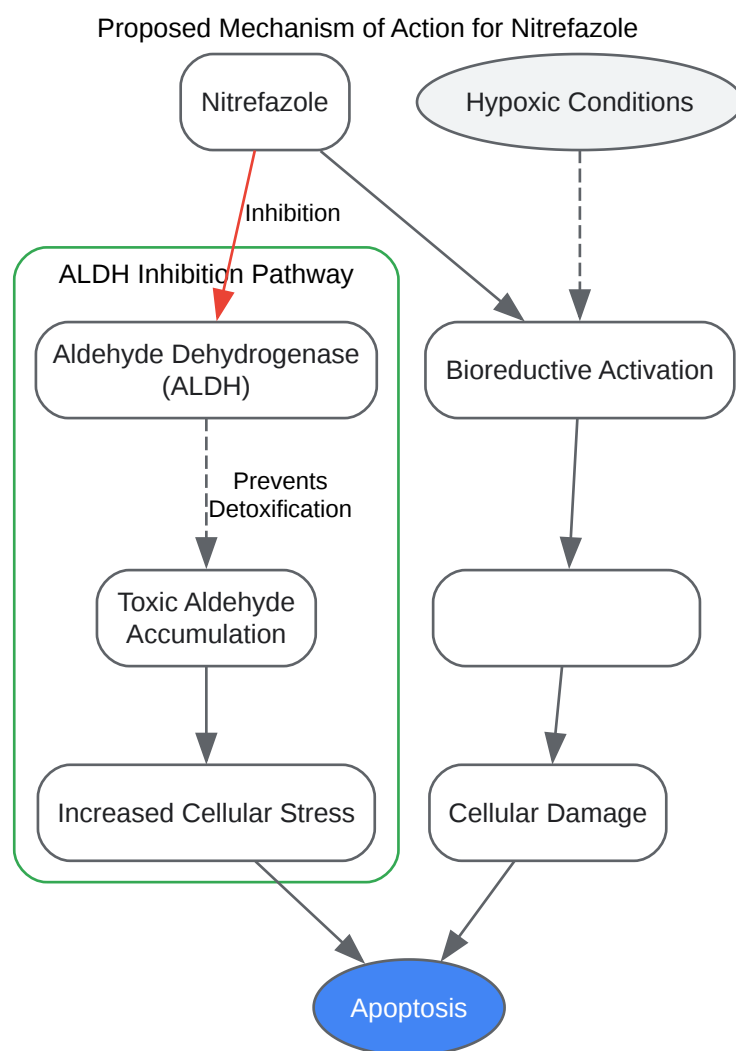 Proposed Mechanism of Action for Nitrefazole
Nitrefazole
Hypoxic Conditions
Inhibition
ALDH Inhibition Pathway
Aldehyde Dehydrogenase
(ALDH)
Bioreductive Activation
Prevents
Detoxification
Toxic Aldehyde
Accumulation
Increased Cellular Stress
Cellular Damage
Apoptosis